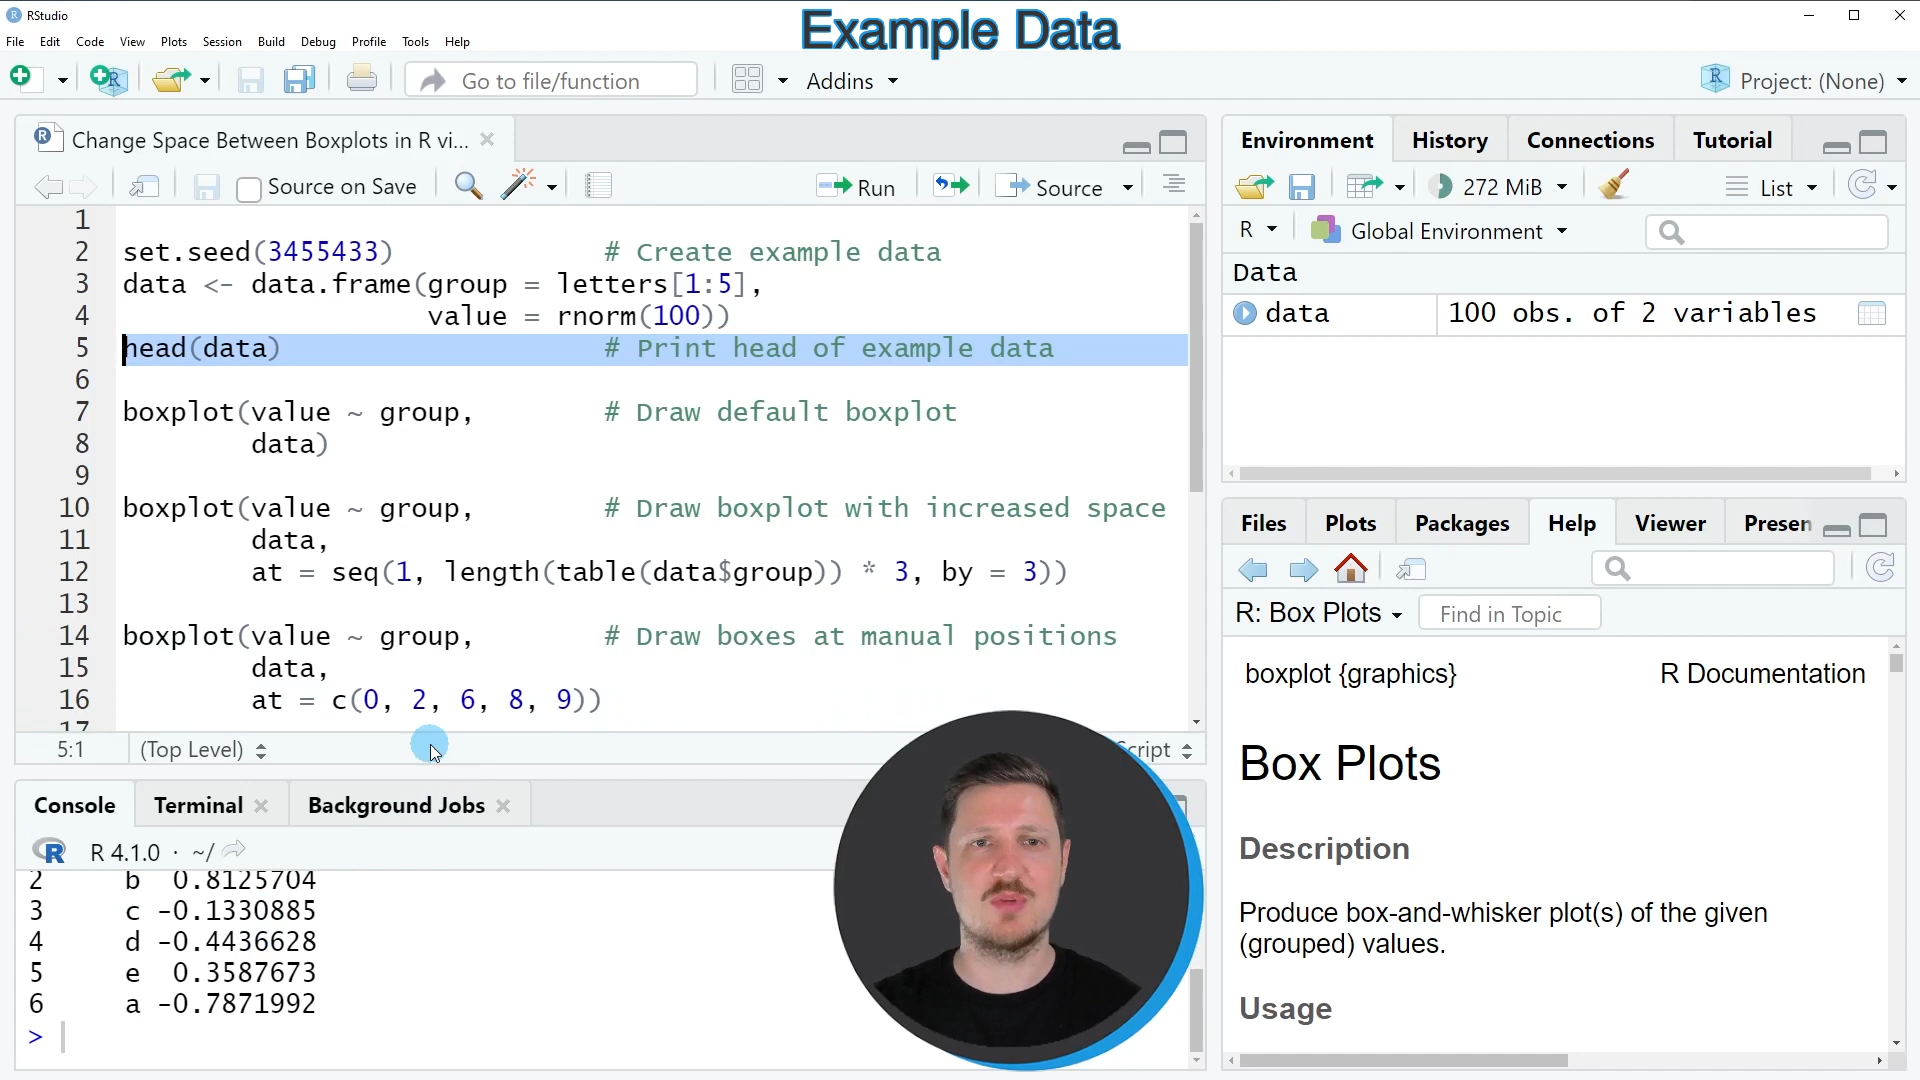 RStudio
Example Data
File Edit Code View Plots Session Build Debug Profile Tools Help
Go to file/function
Addins
Project: (None)
Change Space Between Boxplots in R vi...
Source on Save
Run
Source
1
2 set.seed(3455433) # Create example data
3 data <- data.frame(group = letters[1:5],
4 value = rnorm(100))
5 head(data) # Print head of example data
6
7 boxplot(value ~ group, # Draw default boxplot
8 data)
9
10 boxplot(value ~ group, # Draw boxplot with increased space
11 data,
12 at = seq(1, length(table(data$group)) * 3, by = 3))
13
14 boxplot(value ~ group, # Draw boxes at manual positions
15 data,
16 at = c(0, 2, 6, 8, 9))
17
5:1 (Top Level) cript
Console Terminal Background Jobs
R 4.1.0 · ~/
2 b 0.8125704
3 c -0.1330885
4 d -0.4436628
5 e 0.3587673
6 a -0.7871992
>
Environment History Connections Tutorial
272 MiB List
R Global Environment
Data
data 100 obs. of 2 variables
Files Plots Packages Help Viewer Presen
R: Box Plots Find in Topic
boxplot {graphics} R Documentation
Box Plots
Description
Produce box-and-whisker plot(s) of the given
(grouped) values.
Usage